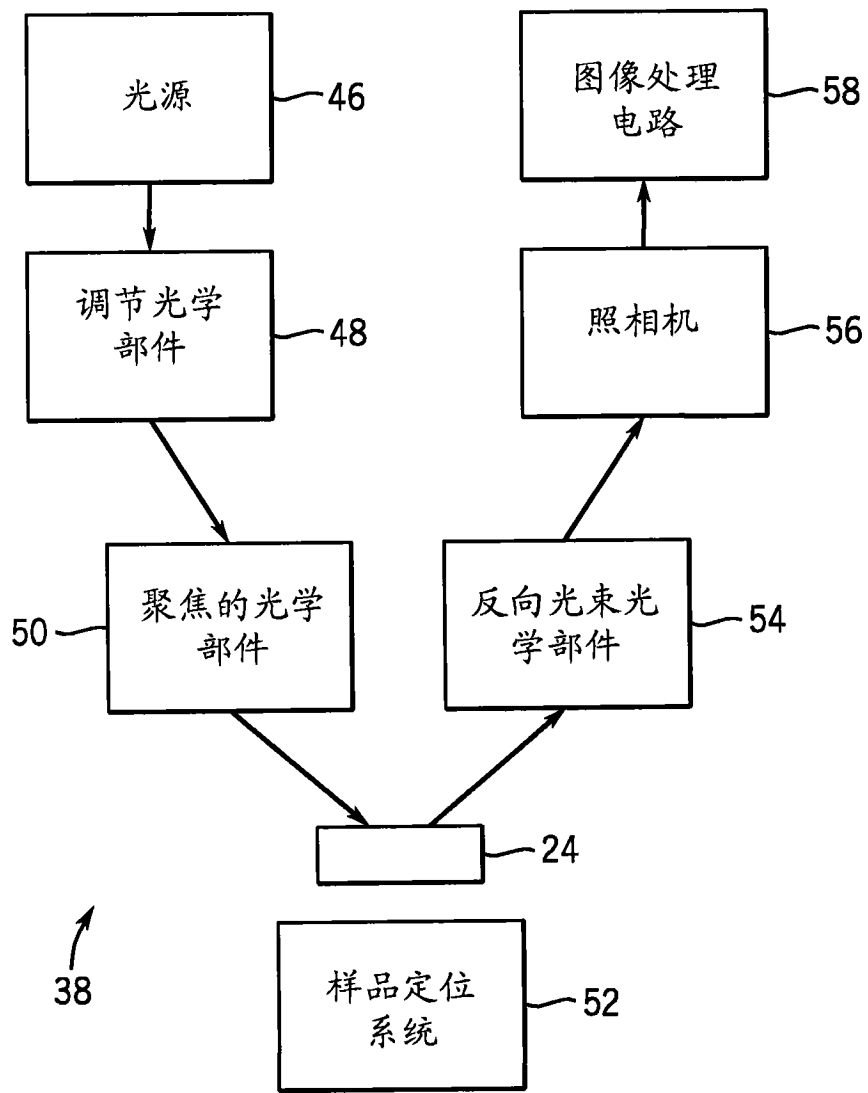 光源
46
图像处理
电路
58
调节光学
部件
48
照相机
56
50
聚焦的光学
部件
反向光束光
学部件
54
24
38
样品定位
系统
52